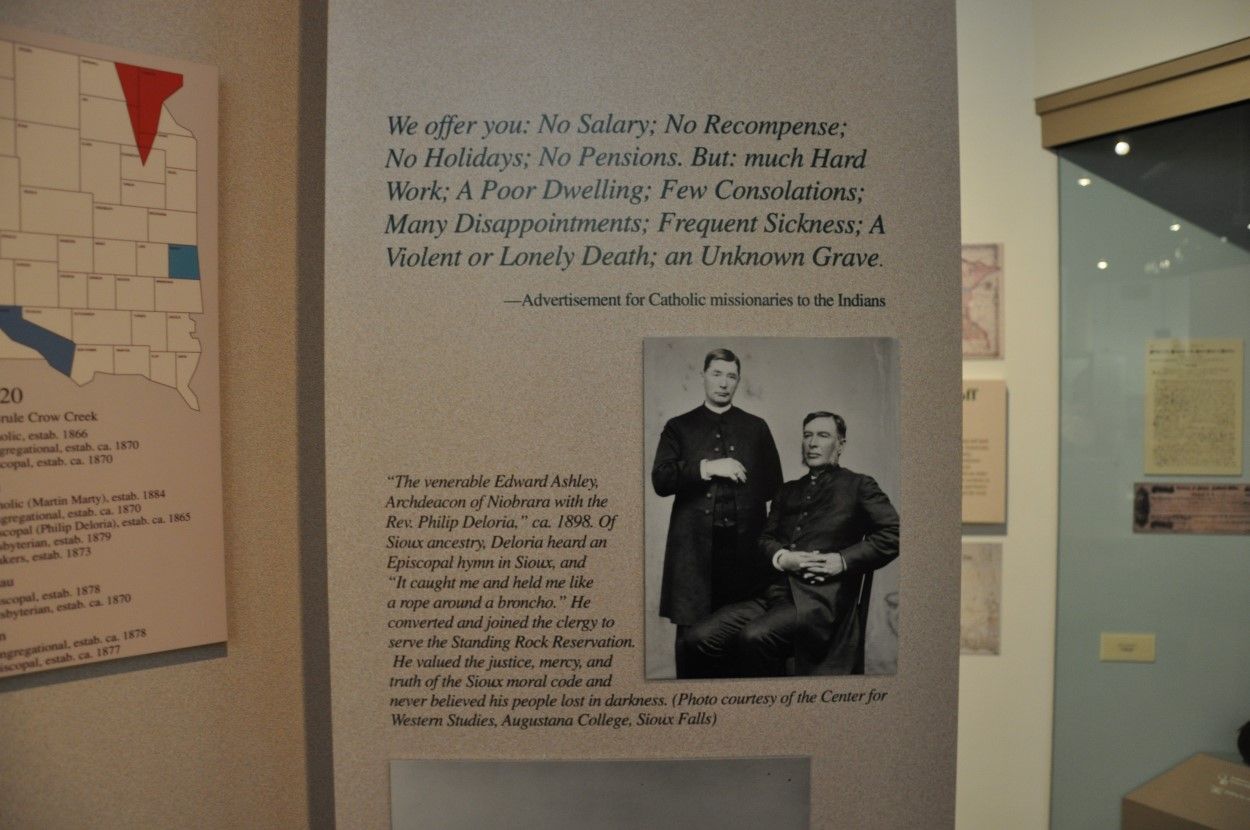 We offer you: No Salary; No Recompense;
No Holidays; No Pensions. But: much Hard
Work; A Poor Dwelling; Few Consolations;
Many Disappointments; Frequent Sickness; A
Violent or Lonely Death; an Unknown Grave.
—Advertisement for Catholic missionaries to the Indians
“The venerable Edward Ashley,
Archdeacon of Niobrara with the
Rev. Philip Deloria,” ca. 1898. Of
Sioux ancestry, Deloria heard an
Episcopal hymn in Sioux, and
“It caught me and held me like
a rope around a broncho.” He
converted and joined the clergy to
serve the Standing Rock Reservation.
He valued the justice, mercy, and
truth of the Sioux moral code and
never believed his people lost in darkness. (Photo courtesy of the Center for
Western Studies, Augustana College, Sioux Falls)
20
rule Crow Creek
olic, estab. 1866
gregational, estab. ca. 1870
scopal, estab. ca. 1870
holic (Martin Marty), estab. 1884
ngregational, estab. ca. 1870
scopal (Philip Deloria), estab. ca. 1865
sbyterian, estab. 1879
akers, estab. 1873
au
scopal, estab. 1878
sbyterian, estab. ca. 1870
n
ngregational, estab. ca. 1878
iscopal, estab. ca. 1877